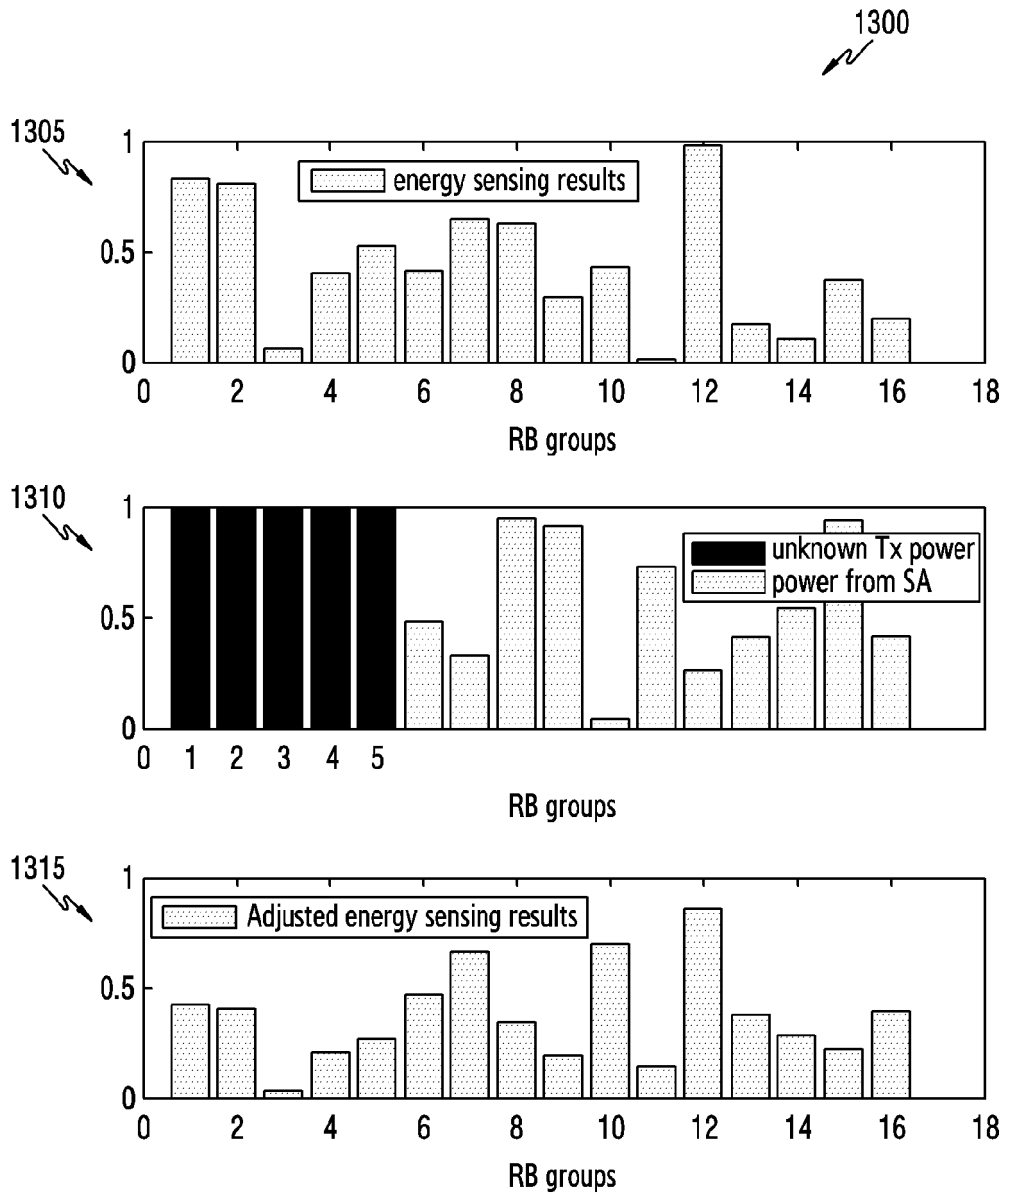 1300
1305
1
energy sensing results
0.5
0
0 2 4 6 8 10 12 14 16 18
RB groups
1310
1
unknown Tx power
power from SA
0.5
0
0 1 2 3 4 5
RB groups
1315
1
Adjusted energy sensing results
0.5
0
0 2 4 6 8 10 12 14 16 18
RB groups